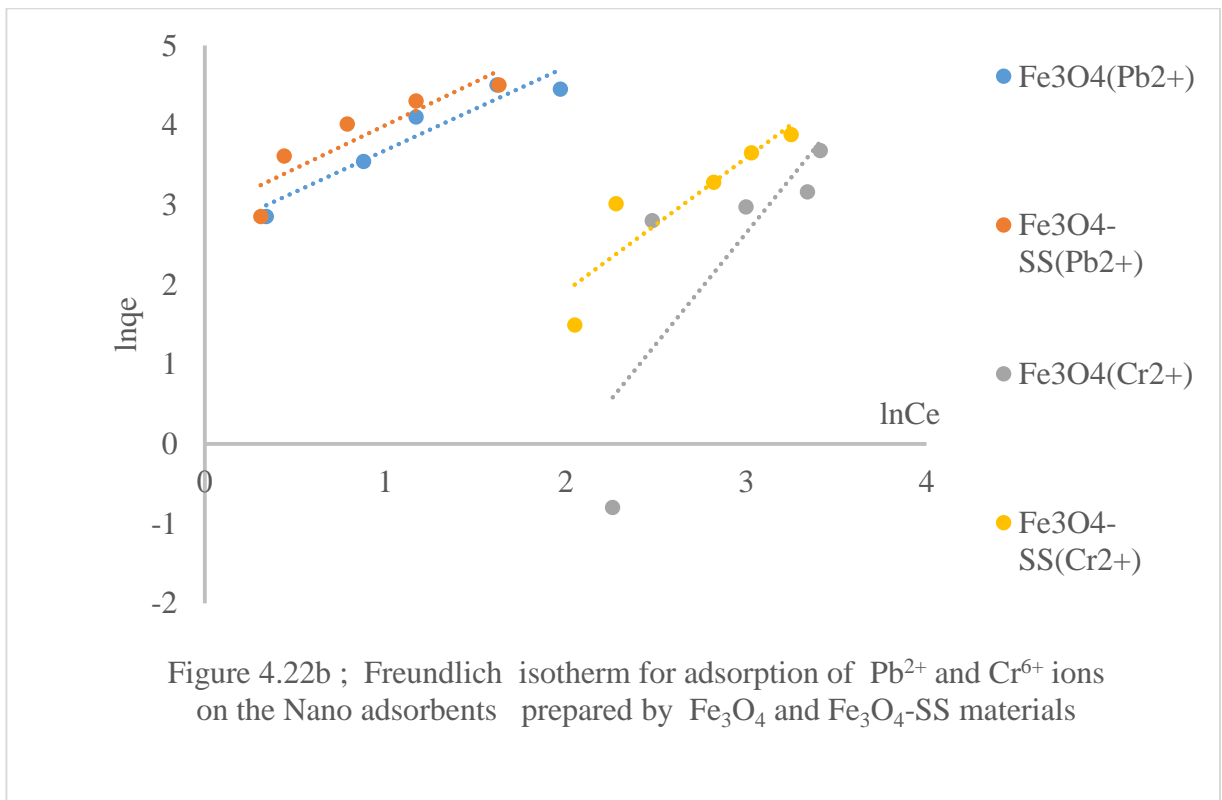 5
4
3
2
1
0
-1
-2
lnqe
0 1 2 3 4
lnCe
Fe3O4(Pb2+)
Fe3O4-
SS(Pb2+)
Fe3O4(Cr2+)
Fe3O4-
SS(Cr2+)
Figure 4.22b ; Freundlich isotherm for adsorption of Pb²⁺ and Cr⁶⁺ ions
on the Nano adsorbents prepared by Fe₃O₄ and Fe₃O₄-SS materials